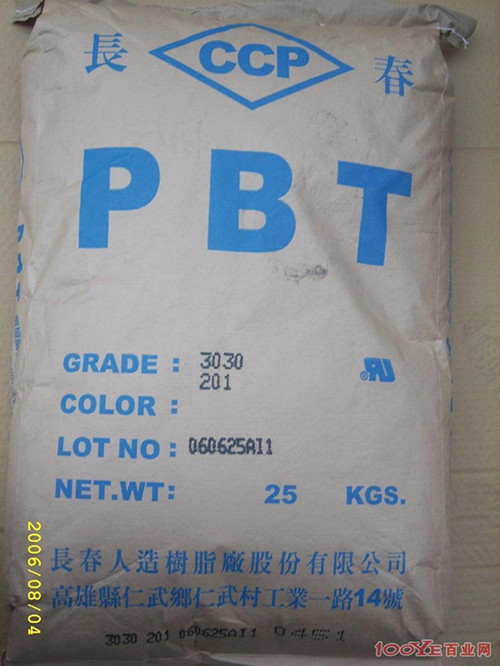 長 CCP 春
PBT
GRADE : 3030
201
COLOR :
LOT NO : 060625AI1
NET.WT: 25 KGS.
長春人造樹脂廠股份有限公司
高雄縣仁武鄉仁武村工業一路14號
3030 201 060625AI1
2006/08/04
100YE百业网